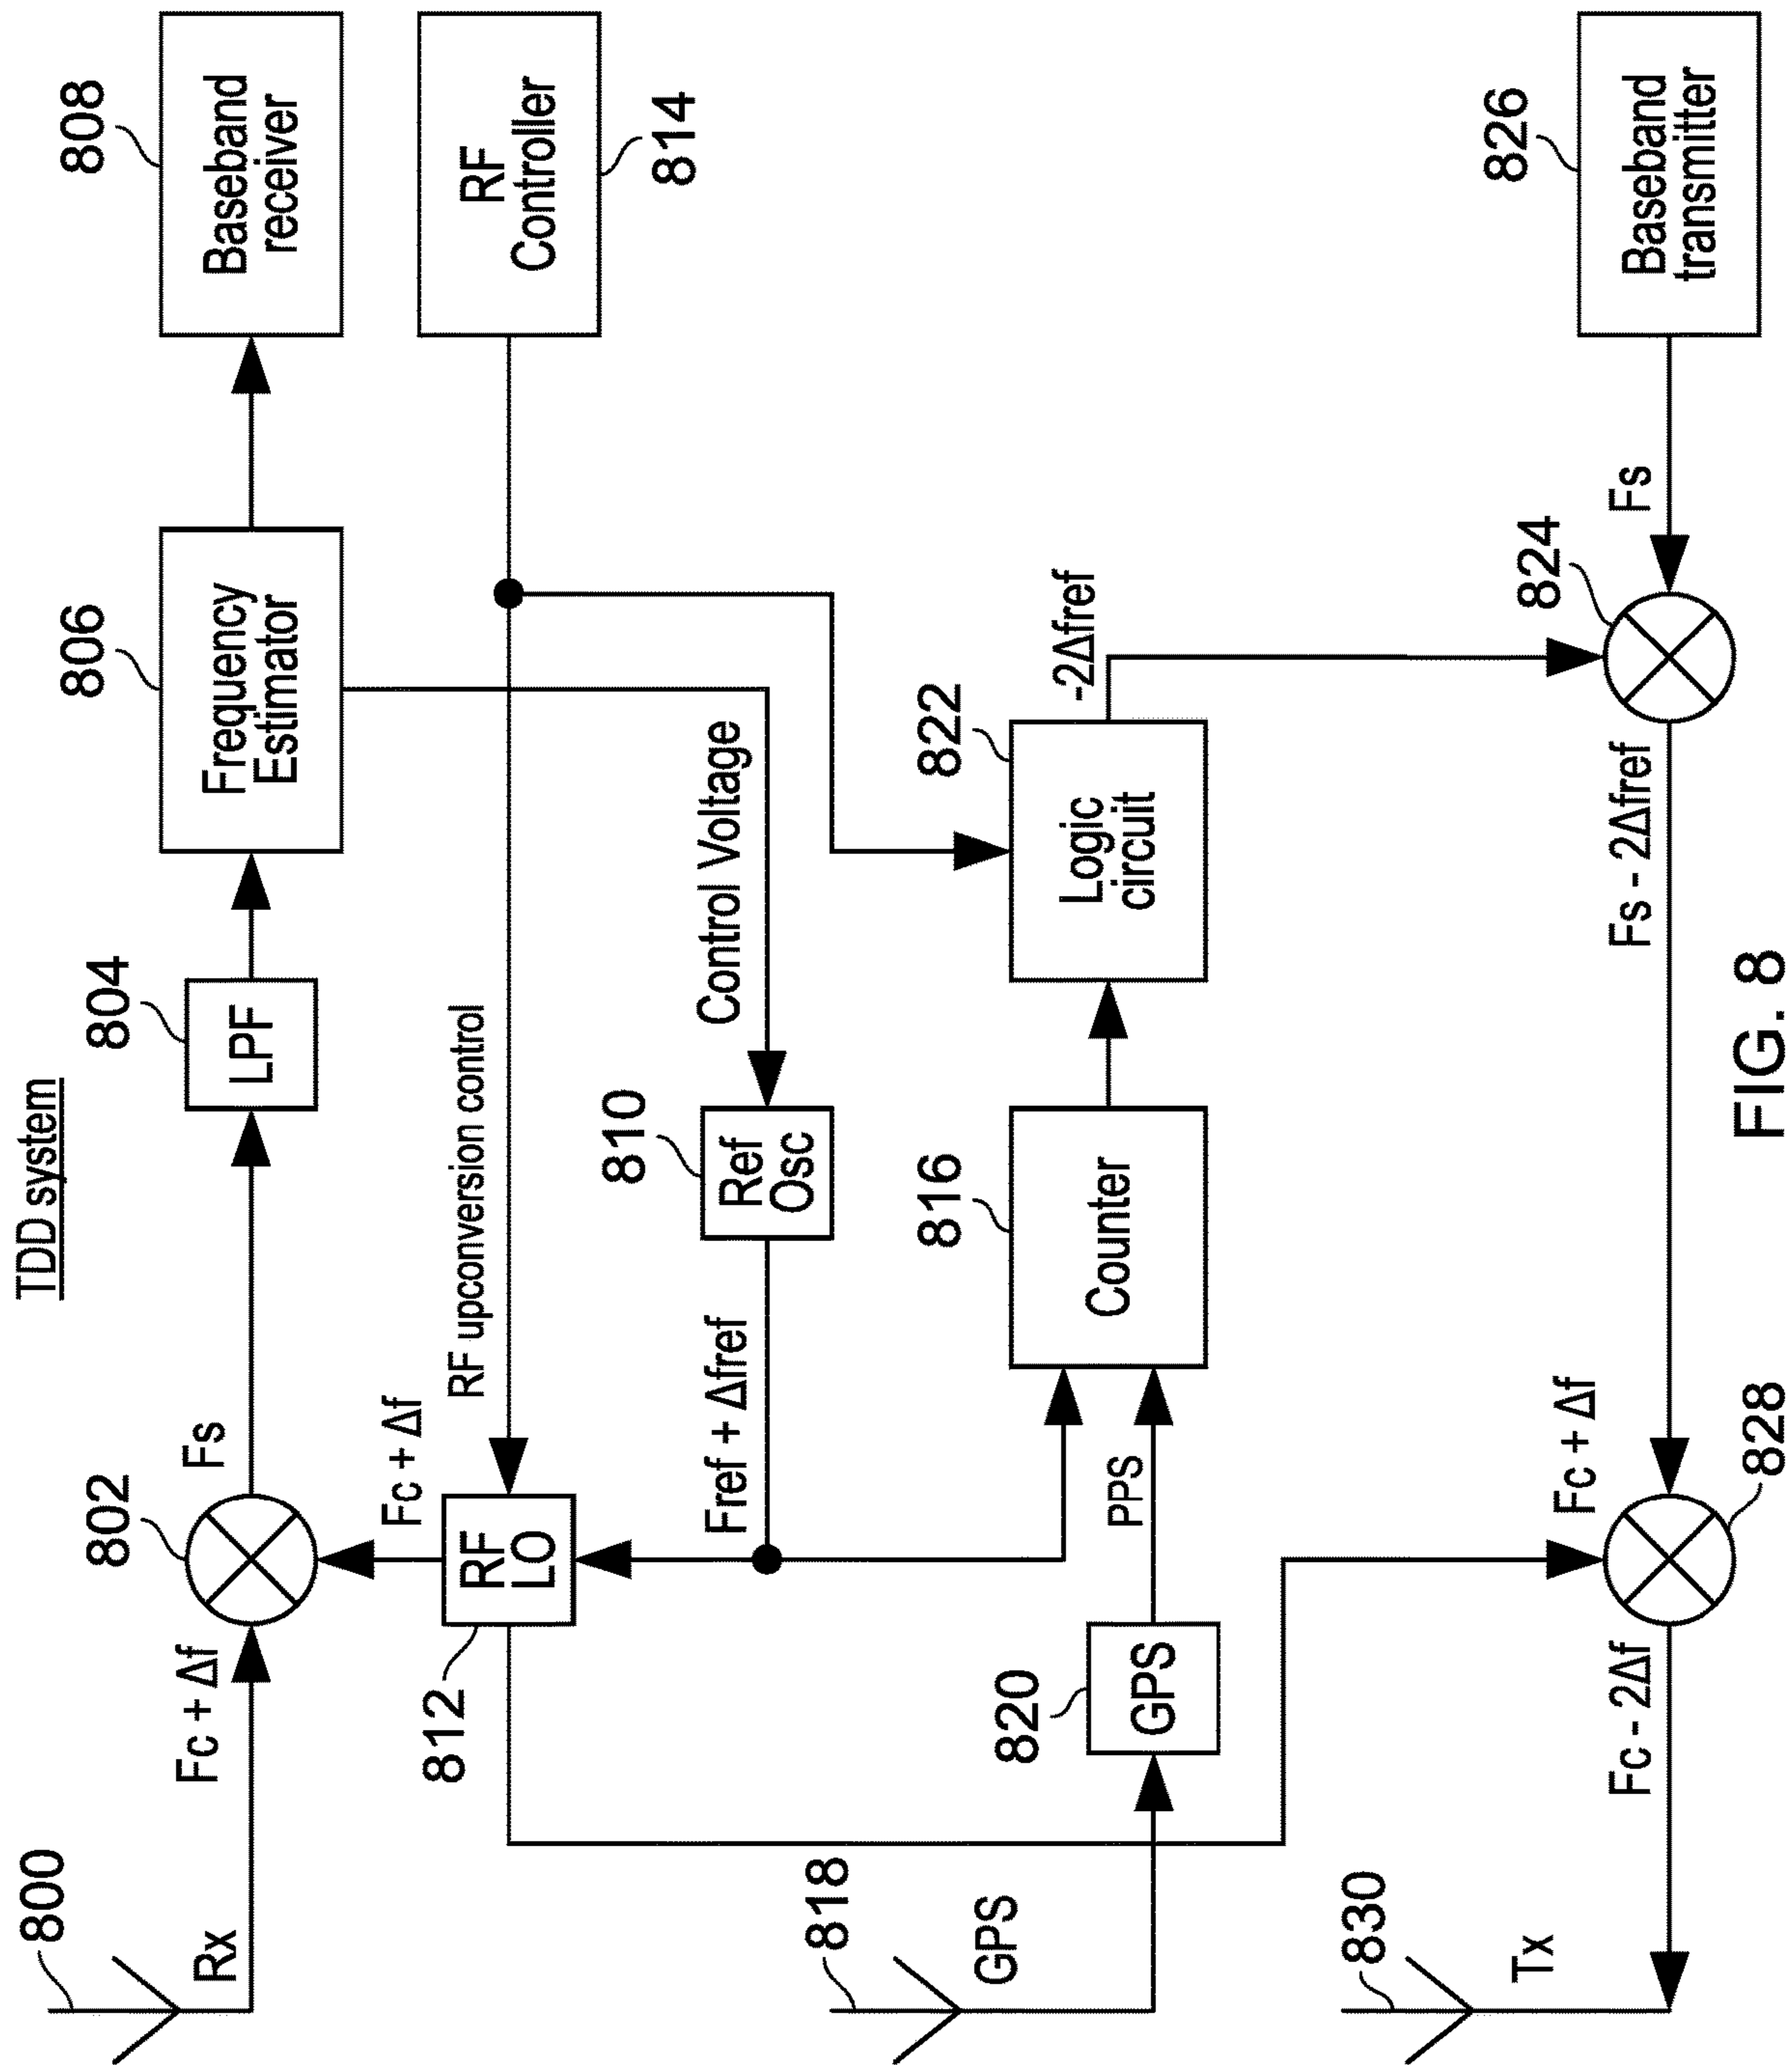 TDD system
800
Rx
Fc + Δf
802
Fs
804
LPF
806
Frequency
Estimator
808
Baseband
receiver
Fc + Δf
812
RF
LO
RF upconversion control
RF
Controller
814
Fref + Δfref
810
Ref
Osc
Control Voltage
818
GPS
820
GPS
PPS
816
Counter
822
Logic
circuit
-2Δfref
830
Tx
Fc - 2Δf
828
Fc + Δf
Fs - 2Δfref
824
Fs
826
Baseband
transmitter
FIG. 8